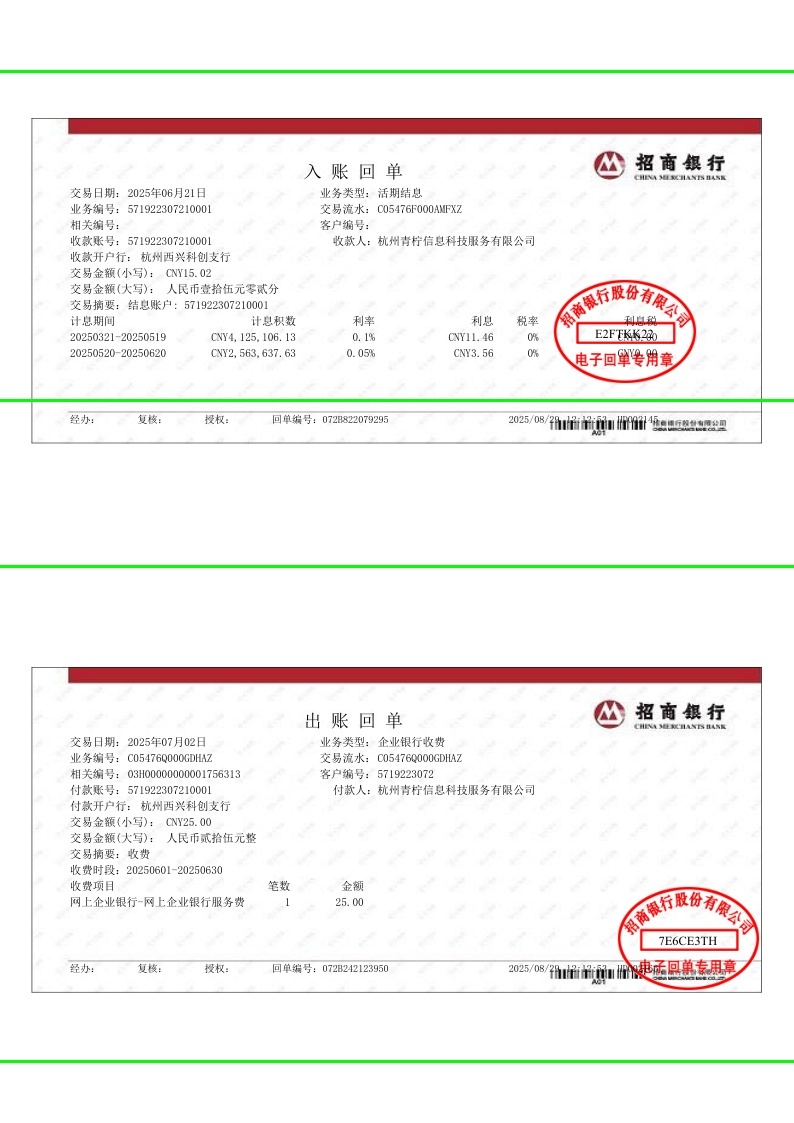 招商银行
CHINA MERCHANTS BANK
入账回单
交易日期：2025年06月21日 业务类型：活期结息
业务编号：571922307210001 交易流水：C05476F000AMFXZ
相关编号： 客户编号：
收款账号：571922307210001 收款人：杭州青柠信息科技服务有限公司
收款开户行：杭州西兴科创支行
交易金额(小写)： CNY15.02
交易金额(大写)： 人民币壹拾伍元零贰分
交易摘要：结息账户：571922307210001
计息期间 计息积数 利率 利息 税率 利息税
20250321-20250519 CNY4,125,106.13 0.1% CNY11.46 0% CNY0.00
20250520-20250620 CNY2,563,637.63 0.05% CNY3.56 0% CNY0.00
招商银行股份有限公司
E2FTKK22
电子回单专用章
经办： 复核： 授权： 回单编号：072B822079295 2025/08/29 12:12:53
招商银行股份有限公司
CHINA MERCHANTS BANK CO.,LTD.
A01
招商银行
CHINA MERCHANTS BANK
出账回单
交易日期：2025年07月02日 业务类型：企业银行收费
业务编号：C05476Q000GDHAZ 交易流水：C05476Q000GDHAZ
相关编号：03H00000000001756313 客户编号：5719223072
付款账号：571922307210001 付款人：杭州青柠信息科技服务有限公司
付款开户行：杭州西兴科创支行
交易金额(小写)： CNY25.00
交易金额(大写)： 人民币贰拾伍元整
交易摘要：收费
收费时段：20250601-20250630
收费项目 笔数 金额
网上企业银行-网上企业银行服务费 1 25.00
招商银行股份有限公司
7E6CE3TH
电子回单专用章
经办： 复核： 授权： 回单编号：072B242123950 2025/08/29 12:12:53
招商银行股份有限公司
CHINA MERCHANTS BANK CO.,LTD.
A01